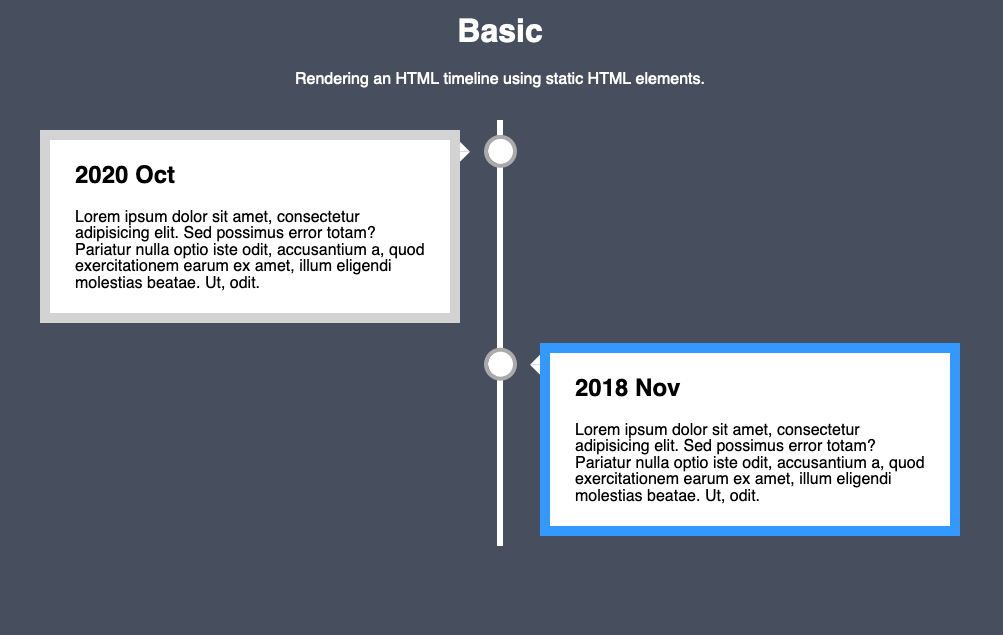 Basic
Rendering an HTML timeline using static HTML elements.
2020 Oct
Lorem ipsum dolor sit amet, consectetur
adipisicing elit. Sed possimus error totam?
Pariatur nulla optio iste odit, accusantium a, quod
exercitationem earum ex amet, illum eligendi
molestias beatae. Ut, odit.
2018 Nov
Lorem ipsum dolor sit amet, consectetur
adipisicing elit. Sed possimus error totam?
Pariatur nulla optio iste odit, accusantium a, quod
exercitationem earum ex amet, illum eligendi
molestias beatae. Ut, odit.